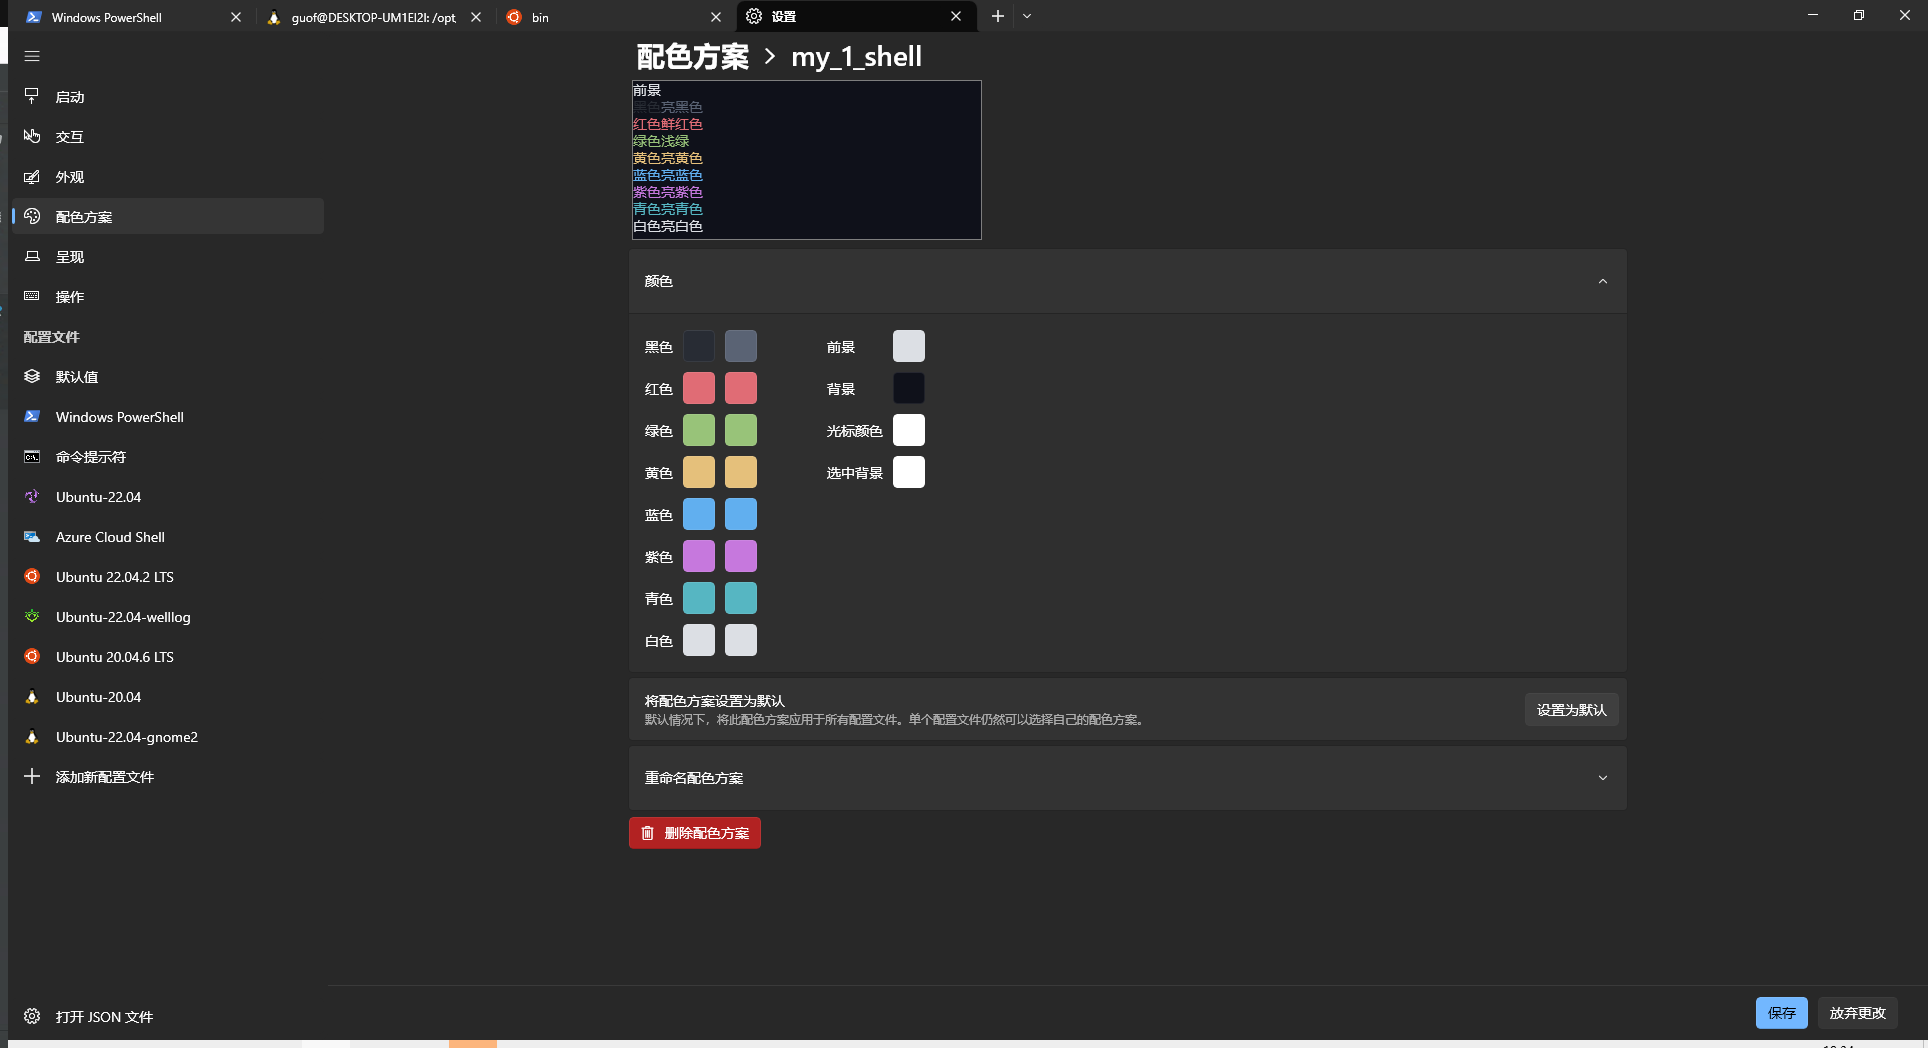 Windows PowerShell
guof@DESKTOP-UM1EI2I: /opt
bin
设置
启动
交互
外观
配色方案
呈现
操作
配置文件
默认值
Windows PowerShell
命令提示符
Ubuntu-22.04
Azure Cloud Shell
Ubuntu 22.04.2 LTS
Ubuntu-22.04-welllog
Ubuntu 20.04.6 LTS
Ubuntu-20.04
Ubuntu-22.04-gnome2
添加新配置文件
打开 JSON 文件
配色方案 > my_1_shell
前景
黑色亮黑色
红色鲜红色
绿色浅绿
黄色亮黄色
蓝色亮蓝色
紫色亮紫色
青色亮青色
白色亮白色
颜色
黑色 前景
红色 背景
绿色 光标颜色
黄色 选中背景
蓝色
紫色
青色
白色
将配色方案设置为默认
默认情况下，将此配色方案应用于所有配置文件。单个配置文件仍然可以选择自己的配色方案。
设置为默认
重命名配色方案
删除配色方案
保存 放弃更改